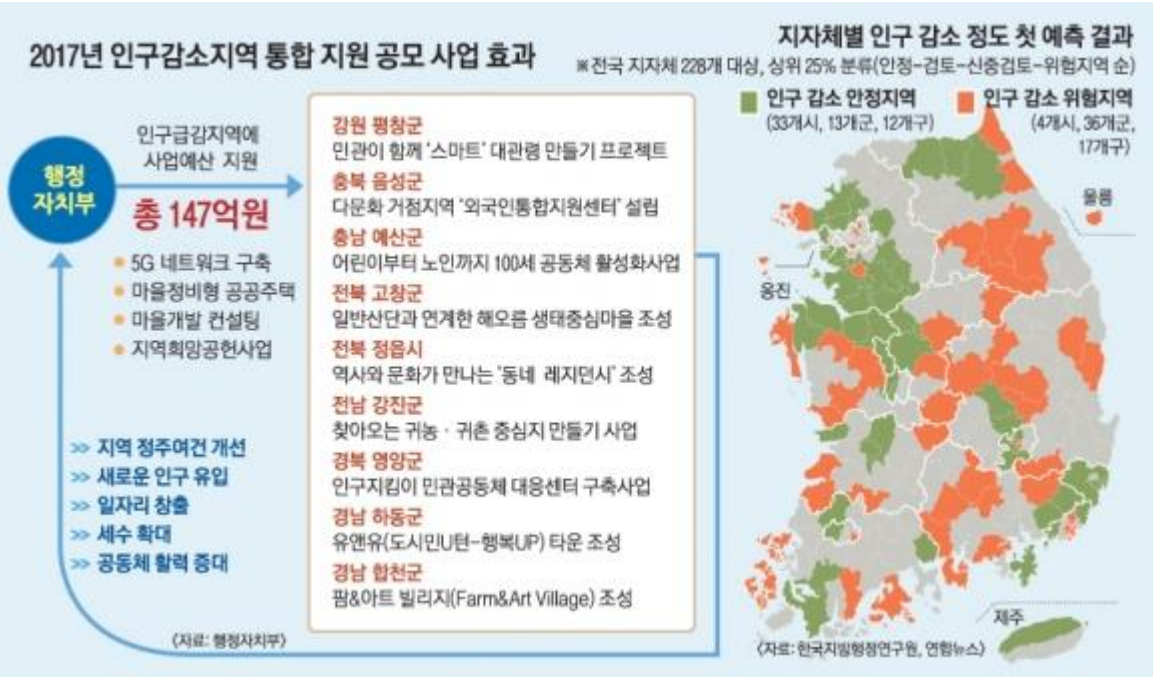 2017년 인구감소지역 통합 지원 공모 사업 효과
행정
자치부
인구급감지역에
사업예산 지원
총 147억원
5G 네트워크 구축
마을정비형 공공주택
마을개발 컨설팅
지역희망공헌사업
>> 지역 정주여건 개선
>> 새로운 인구 유입
>> 일자리 창출
>> 세수 확대
>> 공동체 활력 증대
〈자료: 행정자치부〉
강원 평창군
민관이 함께 '스마트' 대관령 만들기 프로젝트
충북 음성군
다문화 거점지역 '외국인통합지원센터' 설립
충남 예산군
어린이부터 노인까지 100세 공동체 활성화사업
전북 고창군
일반산단과 연계한 해오름 생태중심마을 조성
전북 정읍시
역사와 문화가 만나는 '동네 레지던시' 조성
전남 강진군
찾아오는 귀농·귀촌 중심지 만들기 사업
경북 영양군
인구지킴이 민관공동체 대응센터 구축사업
경남 하동군
유앤유(도시민U턴-행복UP) 타운 조성
경남 합천군
팜&아트 빌리지(Farm&Art Village) 조성
지자체별 인구 감소 정도 첫 예측 결과
※전국 지자체 228개 대상, 상위 25% 분류(안정-검토-신중검토-위험지역 순)
인구 감소 안정지역
(33개시, 13개군, 12개구)
인구 감소 위험지역
(4개시, 36개군,
17개구)
울릉
옹진
제주
〈자료: 한국지방행정연구원, 연합뉴스〉